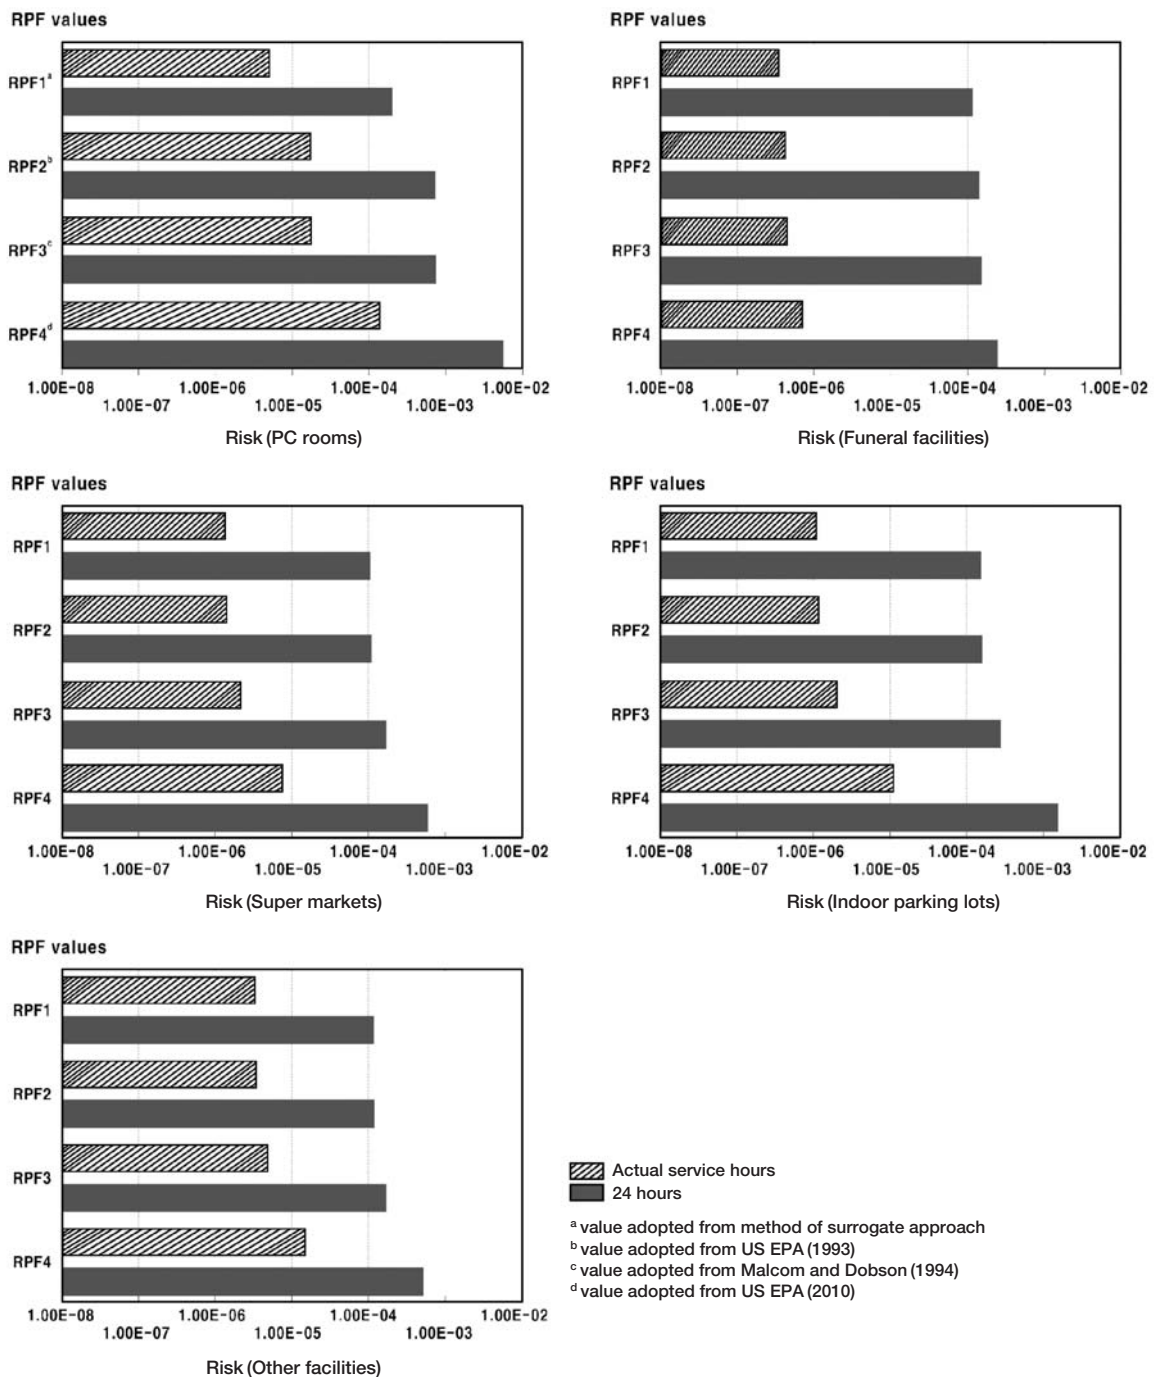 RPF values
RPF1ᵃ
RPF2ᵇ
RPF3ᶜ
RPF4ᵈ
1.00E-08 1.00E-06 1.00E-04 1.00E-02
1.00E-07 1.00E-05 1.00E-03
Risk (PC rooms)
RPF values
RPF1
RPF2
RPF3
RPF4
1.00E-08 1.00E-06 1.00E-04 1.00E-02
1.00E-07 1.00E-05 1.00E-03
Risk (Funeral facilities)
RPF values
RPF1
RPF2
RPF3
RPF4
1.00E-08 1.00E-06 1.00E-04 1.00E-02
1.00E-07 1.00E-05 1.00E-03
Risk (Super markets)
RPF values
RPF1
RPF2
RPF3
RPF4
1.00E-08 1.00E-06 1.00E-04 1.00E-02
1.00E-07 1.00E-05 1.00E-03
Risk (Indoor parking lots)
RPF values
RPF1
RPF2
RPF3
RPF4
1.00E-08 1.00E-06 1.00E-04 1.00E-02
1.00E-07 1.00E-05 1.00E-03
Risk (Other facilities)
Actual service hours
24 hours
ᵃ value adopted from method of surrogate approach
ᵇ value adopted from US EPA (1993)
ᶜ value adopted from Malcom and Dobson (1994)
ᵈ value adopted from US EPA (2010)